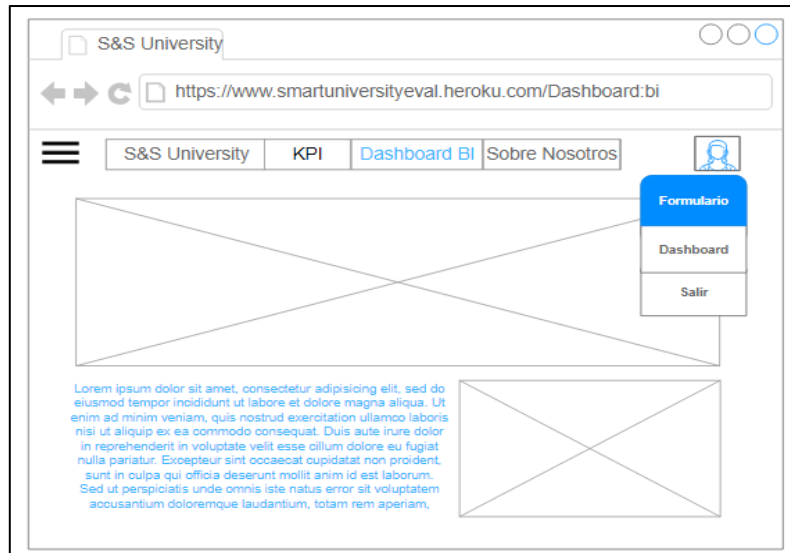 S&S University
https://www.smartuniversityeval.heroku.com/Dashboard:bi
S&S University KPI Dashboard BI Sobre Nosotros
Formulario
Dashboard
Salir
Lorem ipsum dolor sit amet, consectetur adipisicing elit, sed do
eiusmod tempor incididunt ut labore et dolore magna aliqua. Ut
enim ad minim veniam, quis nostrud exercitation ullamco laboris
nisi ut aliquip ex ea commodo consequat. Duis aute irure dolor
in reprehenderit in voluptate velit esse cillum dolore eu fugiat
nulla pariatur. Excepteur sint occaecat cupidatat non proident,
sunt in culpa qui officia deserunt mollit anim id est laborum.
Sed ut perspiciatis unde omnis iste natus error sit voluptatem
accusantium doloremque laudantium, totam rem aperiam,